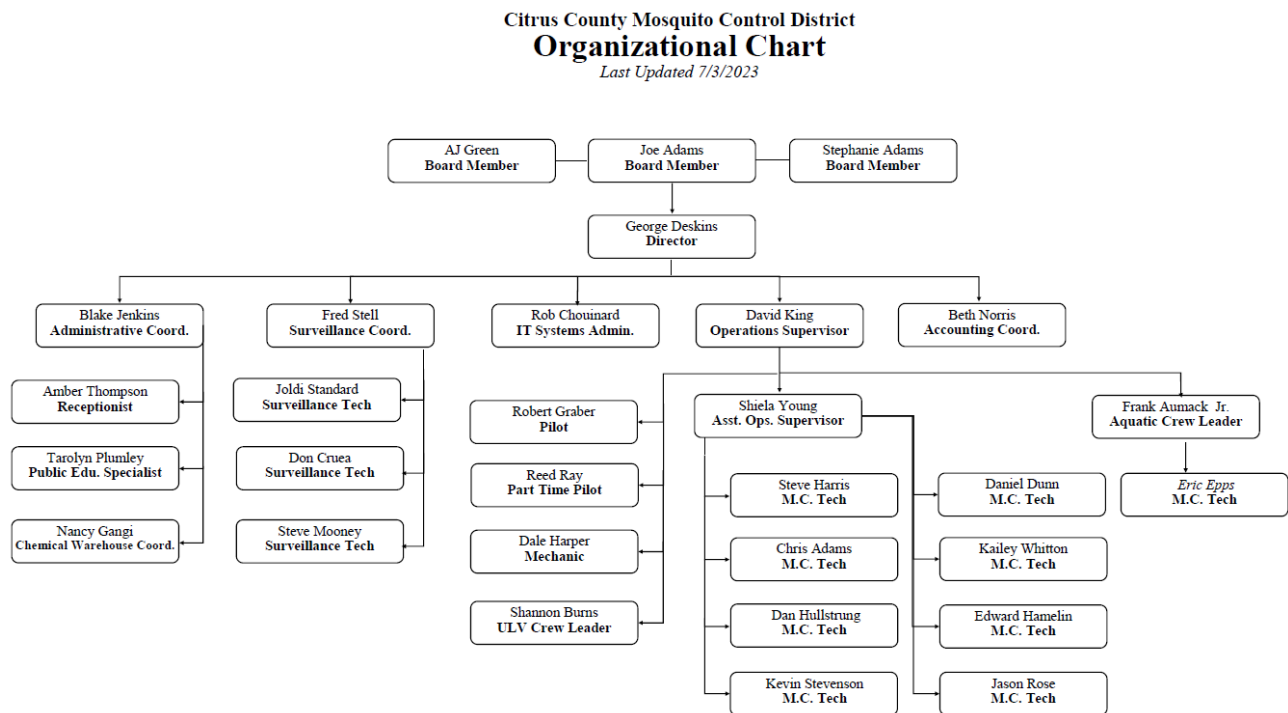 Citrus County Mosquito Control District
Organizational Chart
Last Updated 7/3/2023
AJ Green
Board Member
Joe Adams
Board Member
Stephanie Adams
Board Member
George Deskins
Director
Blake Jenkins
Administrative Coord.
Fred Stell
Surveillance Coord.
Rob Chouinard
IT Systems Admin.
David King
Operations Supervisor
Beth Norris
Accounting Coord.
Amber Thompson
Receptionist
Tarolyn Plumley
Public Edu. Specialist
Nancy Gangi
Chemical Warehouse Coord.
Joldi Standard
Surveillance Tech
Don Cruea
Surveillance Tech
Steve Mooney
Surveillance Tech
Robert Graber
Pilot
Reed Ray
Part Time Pilot
Dale Harper
Mechanic
Shannon Burns
ULV Crew Leader
Shiela Young
Asst. Ops. Supervisor
Steve Harris
M.C. Tech
Chris Adams
M.C. Tech
Dan Hullstrung
M.C. Tech
Kevin Stevenson
M.C. Tech
Daniel Dunn
M.C. Tech
Kailey Whitton
M.C. Tech
Edward Hamelin
M.C. Tech
Jason Rose
M.C. Tech
Frank Aumack Jr.
Aquatic Crew Leader
Eric Epps
M.C. Tech